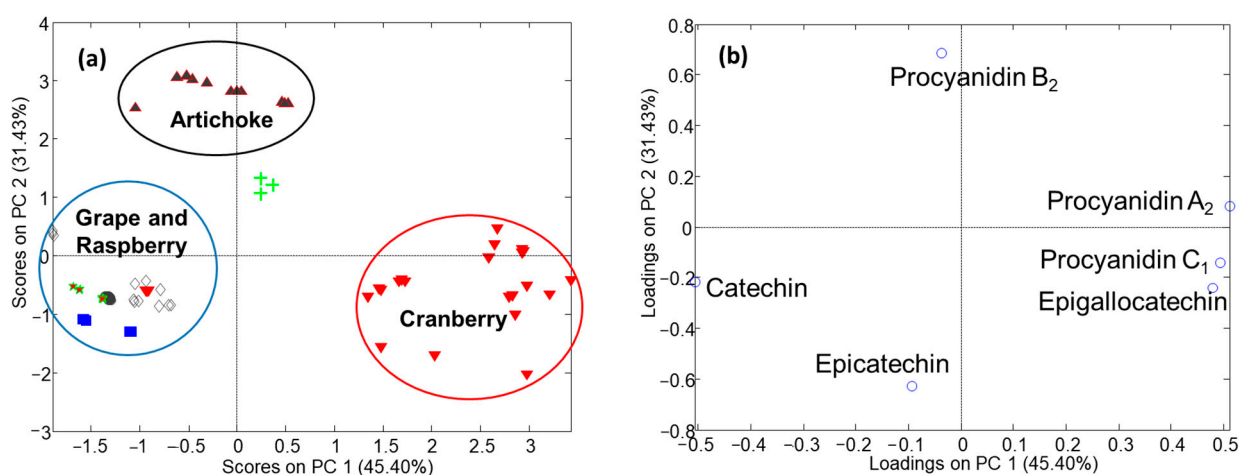 (a)
Artichoke
Grape and
Raspberry
Cranberry
4
3
2
1
0
−1
−2
−3
Scores on PC 2 (31.43%)
−1.5
−1
−0.5
0
0.5
1
1.5
2
2.5
3
Scores on PC 1 (45.40%)
(b)
Procyanidin B2
Procyanidin A2
Procyanidin C1
Catechin
Epigallocatechin
Epicatechin
0.8
0.6
0.4
0.2
0
−0.2
−0.4
−0.6
−0.8
Loadings on PC 2 (31.43%)
−0.5
−0.4
−0.3
−0.2
−0.1
0
0.1
0.2
0.3
0.4
0.5
Loadings on PC 1 (45.40%)